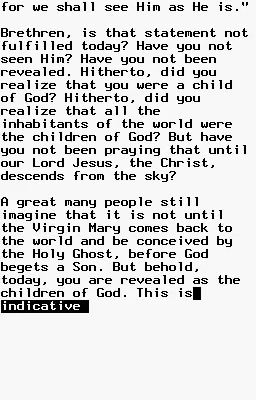 for we shall see Him as He is."
Brethren, is that statement not
fulfilled today? Have you not
seen Him? Have you not been
revealed. Hitherto, did you
realize that you were a child
of God? Hitherto, did you
realize that all the
inhabitants of the world were
the children of God? But have
you not been praying that until
our Lord Jesus, the Christ,
descends from the sky?
A great many people still
imagine that it is not until
the Virgin Mary comes back to
the world and be conceived by
the Holy Ghost, before God
begets a Son. But behold,
today, you are revealed as the
children of God. This is
indicative